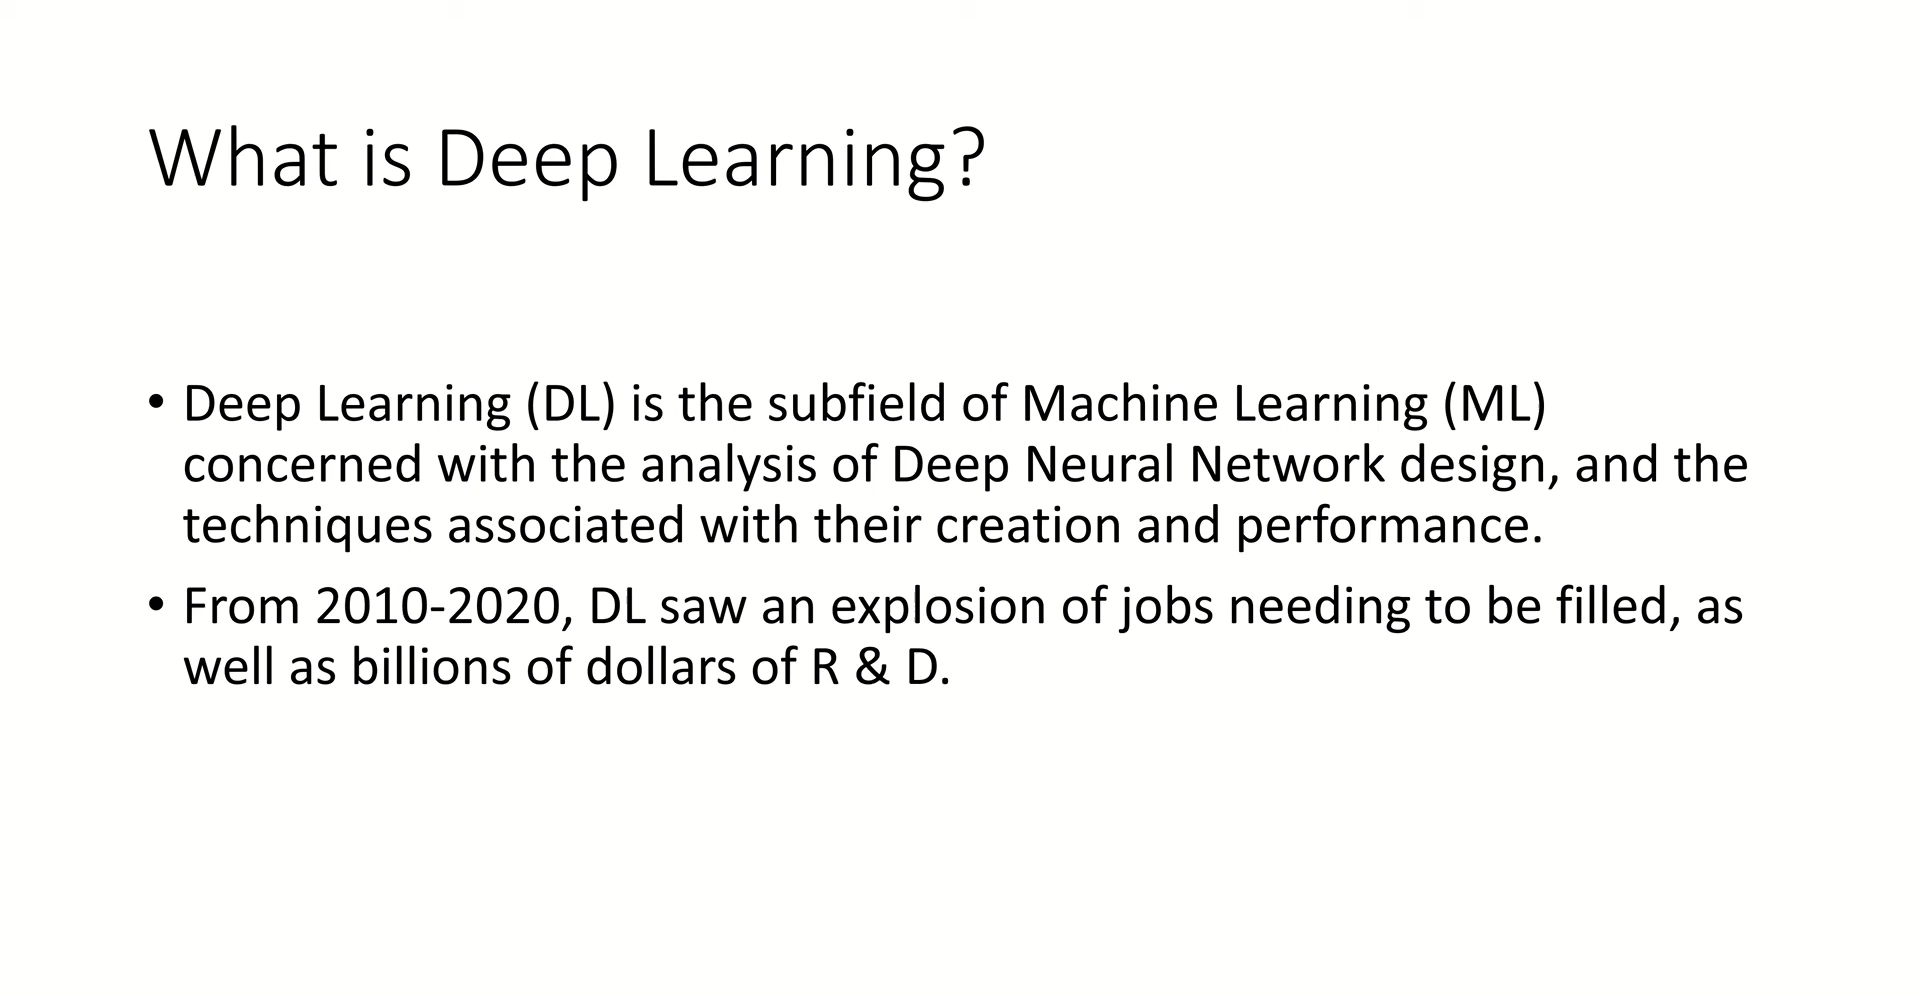 What is Deep Learning?
• Deep Learning (DL) is the subfield of Machine Learning (ML)
concerned with the analysis of Deep Neural Network design, and the
techniques associated with their creation and performance.
• From 2010-2020, DL saw an explosion of jobs needing to be filled, as
well as billions of dollars of R & D.